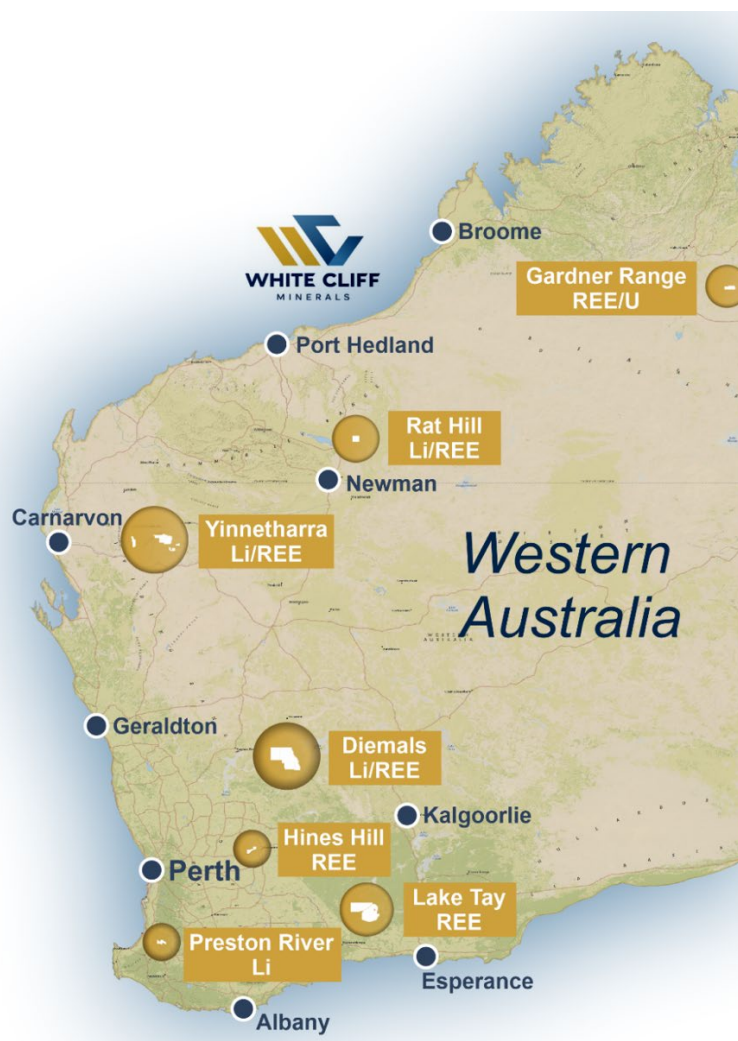 Broome
WHITE CLIFF
MINERALS
Gardner Range
REE/U
Port Hedland
Rat Hill
Li/REE
Newman
Carnarvon
Yinnetharra
Li/REE
Western
Australia
Geraldton
Diemals
Li/REE
Kalgoorlie
Hines Hill
REE
Perth
Lake Tay
REE
Preston River
Li
Esperance
Albany